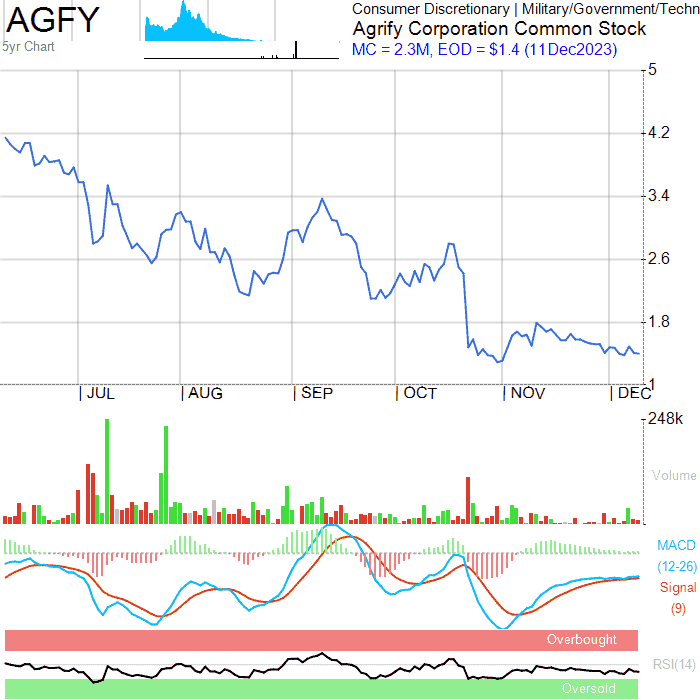 AGFY
5yr Chart
Consumer Discretionary | Military/Government/Techn
Agrify Corporation Common Stock
MC = 2.3M, EOD = $1.4 (11Dec2023)
5
4.2
3.4
2.6
1.8
1
JUL
AUG
SEP
OCT
NOV
DEC
248k
Volume
MACD
(12-26)
Signal
(9)
Overbought
RSI(14)
Oversold